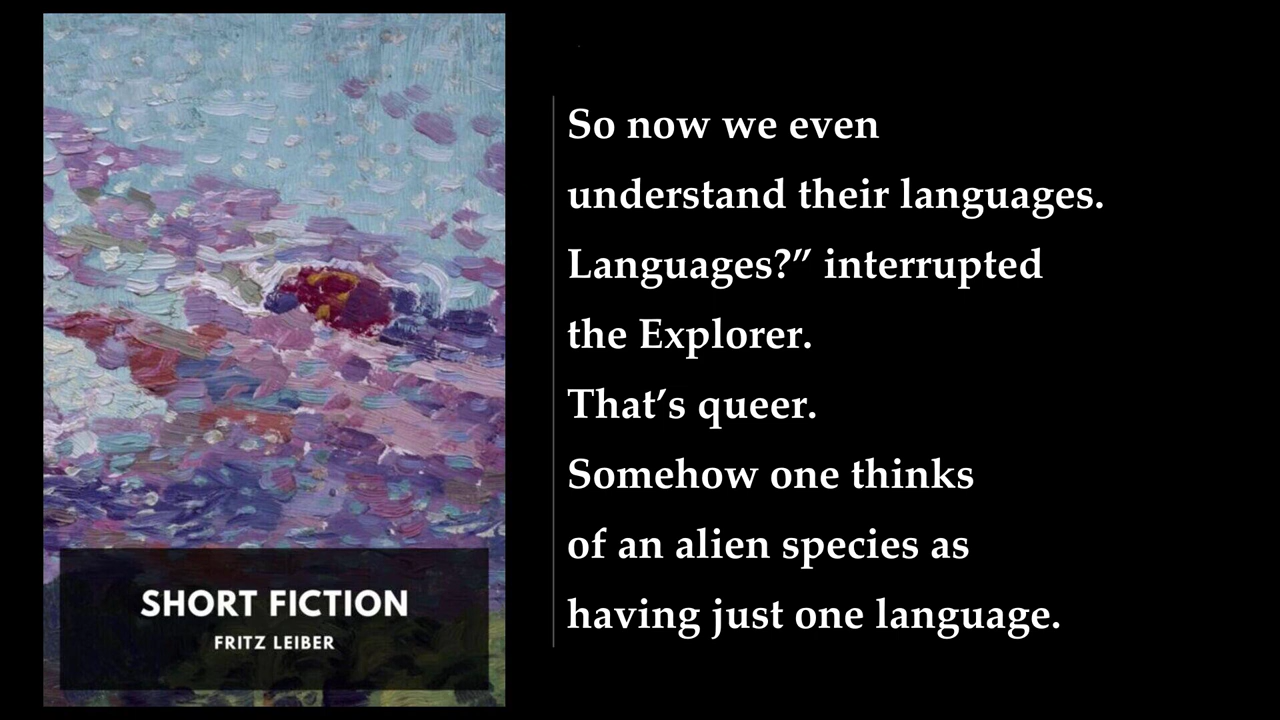 SHORT FICTION
FRITZ LEIBER
So now we even
understand their languages.
Languages?” interrupted
the Explorer.
That’s queer.
Somehow one thinks
of an alien species as
having just one language.